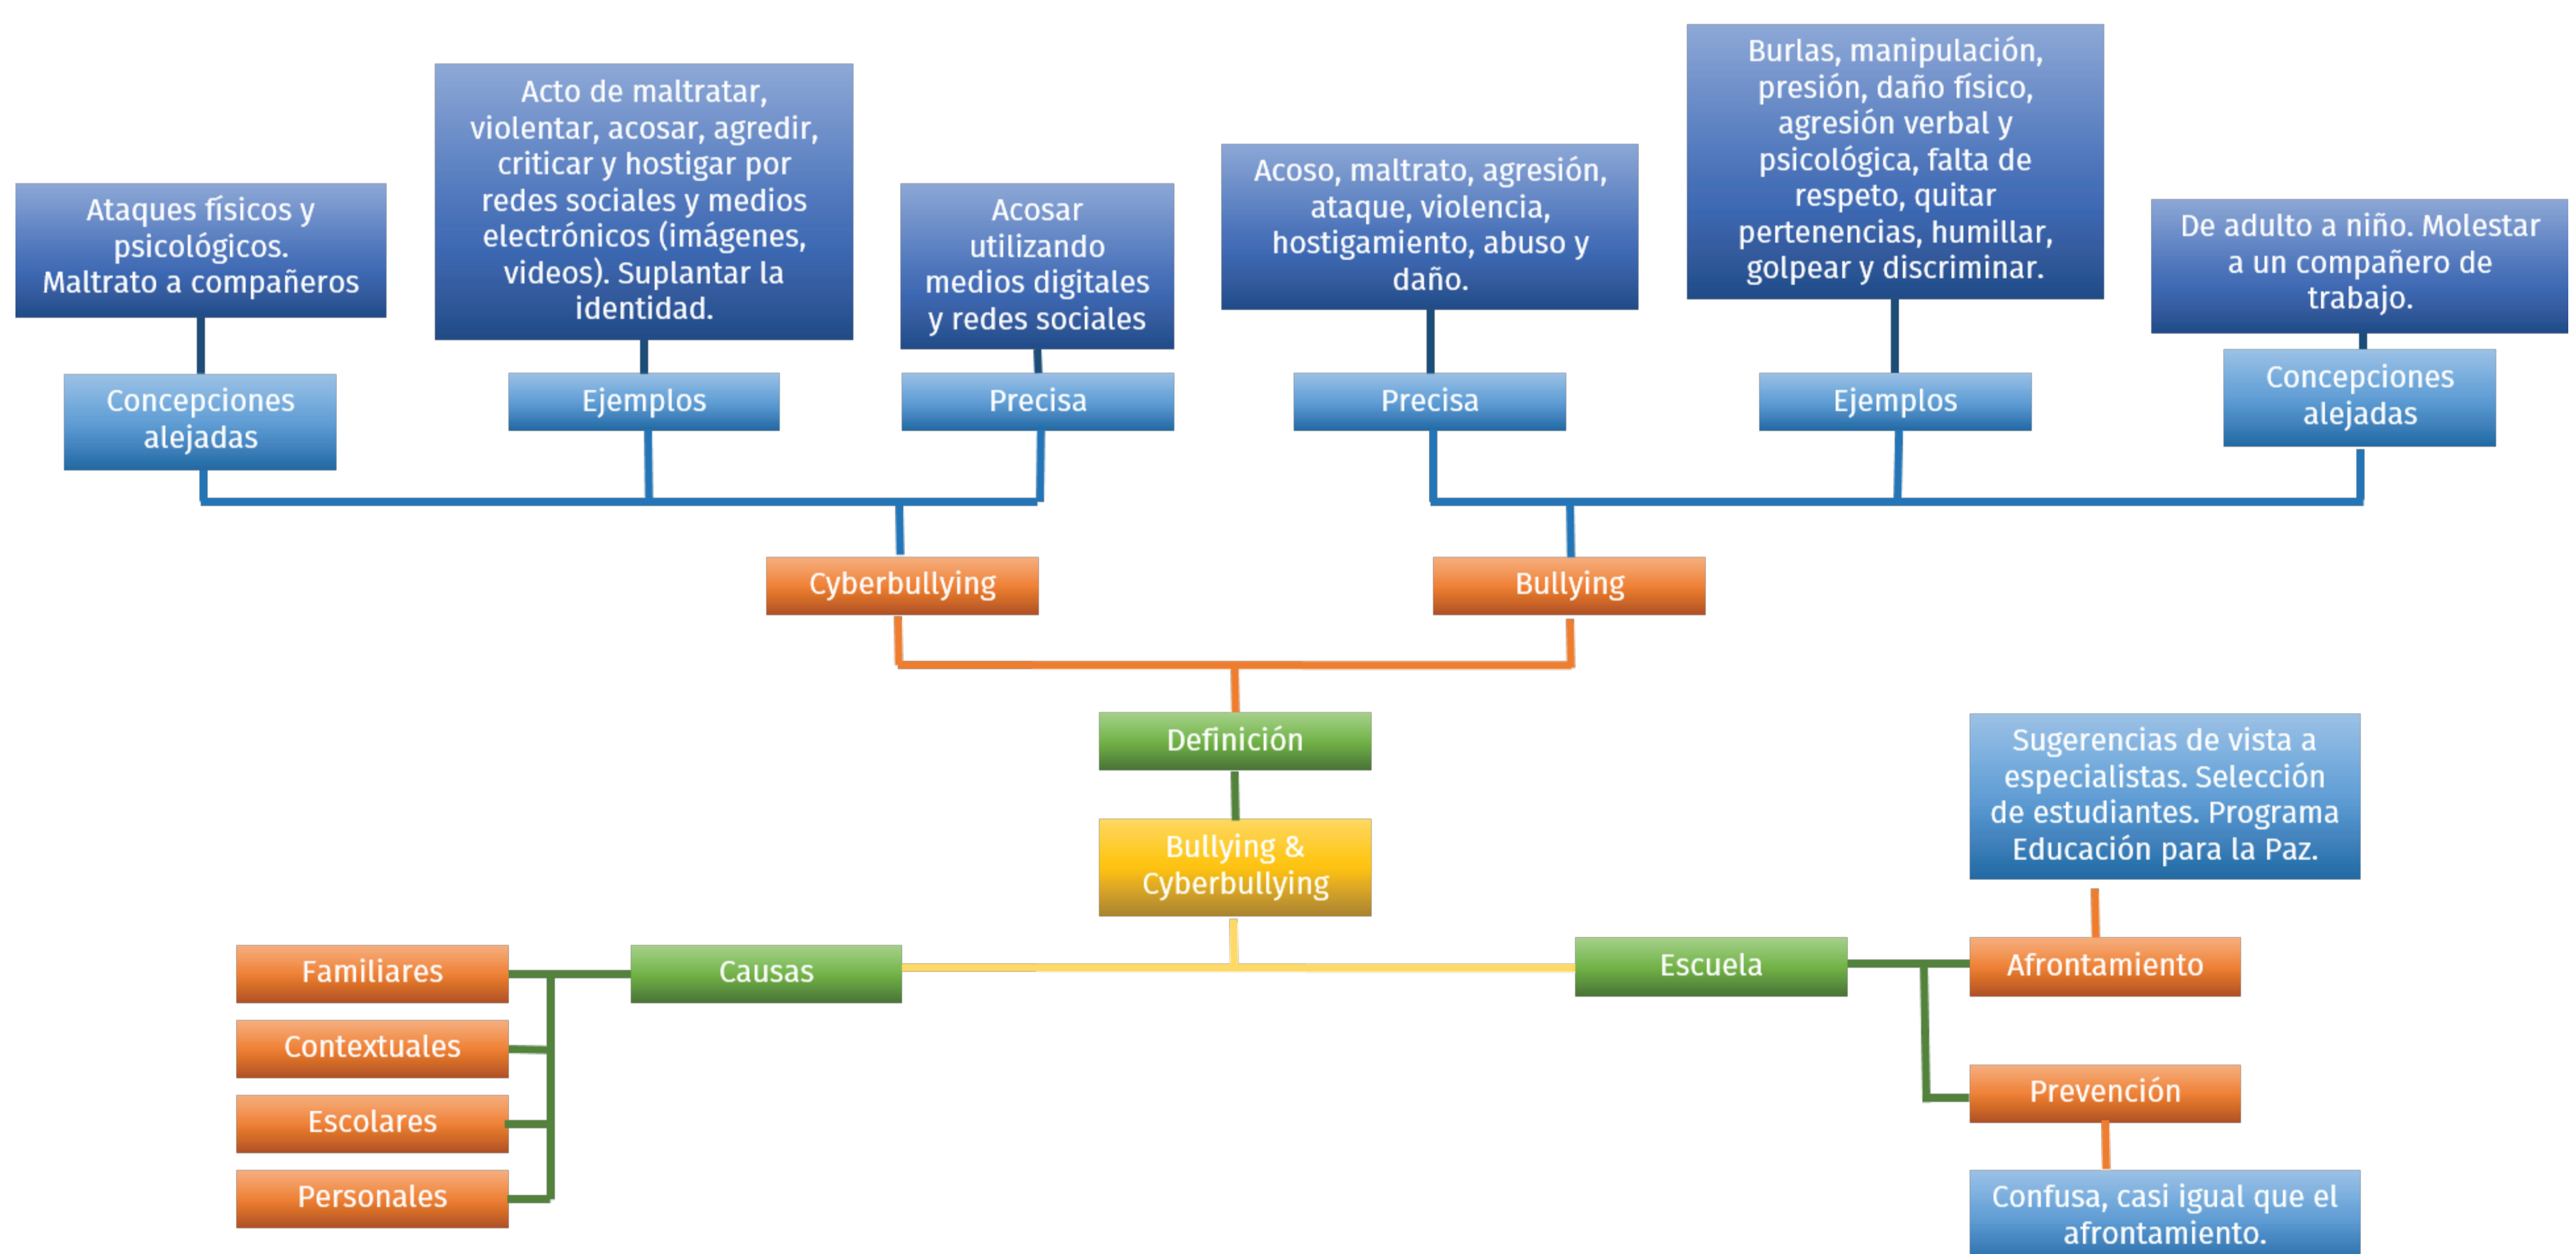 Ataques físicos y
psicológicos.
Maltrato a compañeros
Acto de maltratar,
violentar, acosar, agredir,
criticar y hostigar por
redes sociales y medios
electrónicos (imágenes,
videos). Suplantar la
identidad.
Acosar
utilizando
medios digitales
y redes sociales
Acoso, maltrato, agresión,
ataque, violencia,
hostigamiento, abuso y
daño.
Burlas, manipulación,
presión, daño físico,
agresión verbal y
psicológica, falta de
respeto, quitar
pertenencias, humillar,
golpear y discriminar.
De adulto a niño. Molestar
a un compañero de
trabajo.
Concepciones
alejadas
Ejemplos
Precisa
Precisa
Ejemplos
Concepciones
alejadas
Cyberbullying
Bullying
Definición
Bullying &
Cyberbullying
Sugerencias de vista a
especialistas. Selección
de estudiantes. Programa
Educación para la Paz.
Familiares
Causas
Escuela
Afrontamiento
Contextuales
Escolares
Personales
Prevención
Confusa, casi igual que el
afrontamiento.